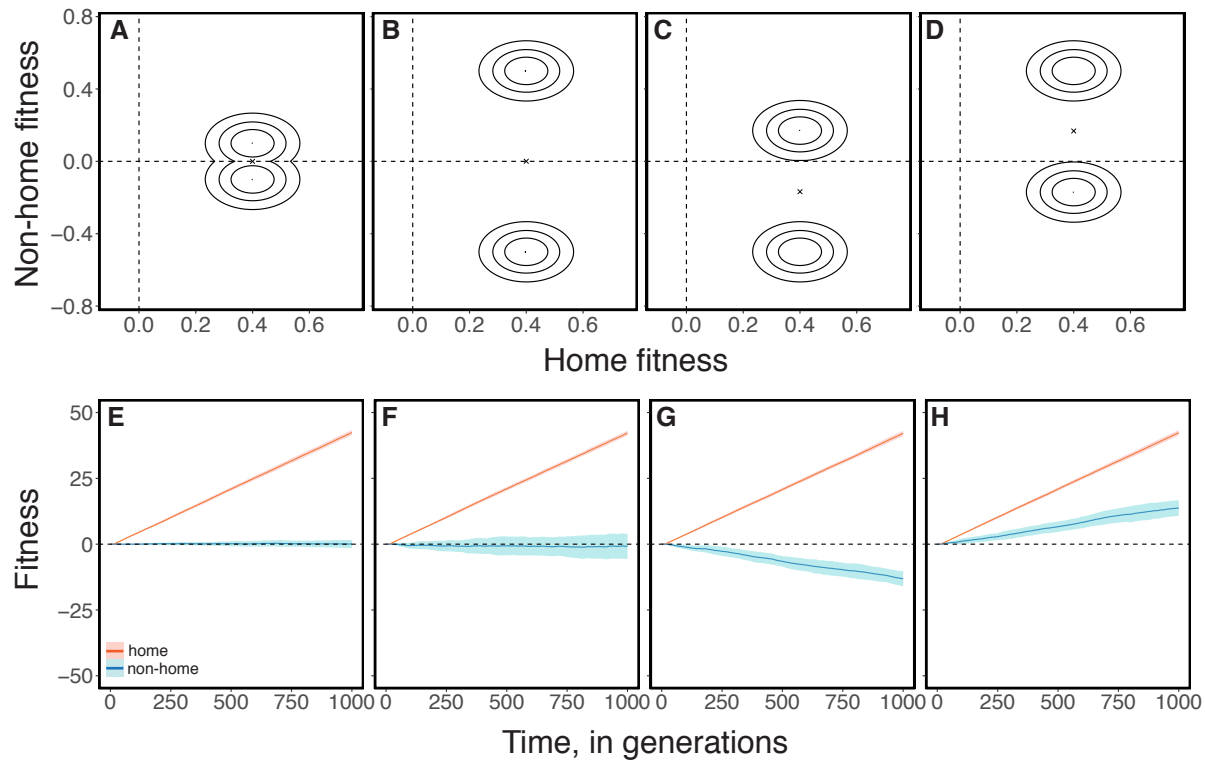 A B C D
Non-home fitness
0.8
0.4
0.0
−0.4
−0.8
0.0 0.2 0.4 0.6 0.0 0.2 0.4 0.6 0.0 0.2 0.4 0.6 0.0 0.2 0.4 0.6
Home fitness
E F G H
Fitness
50
25
0
−25
−50
home
non-home
0 250 500 750 1000 0 250 500 750 1000 0 250 500 750 1000 0 250 500 750 1000
Time, in generations